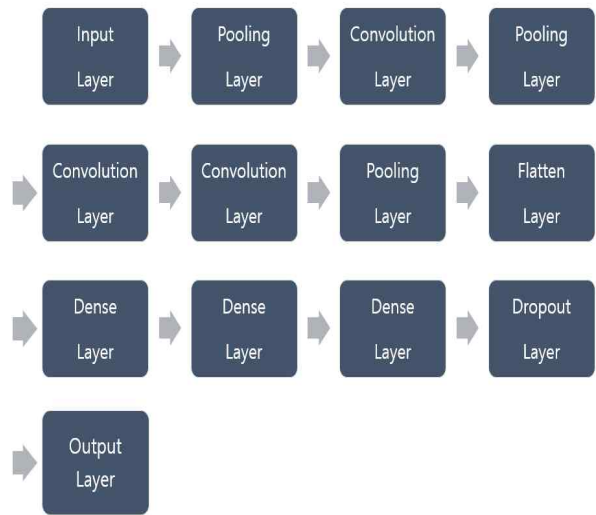 Input
Layer
Pooling
Layer
Convolution
Layer
Pooling
Layer
Convolution
Layer
Convolution
Layer
Pooling
Layer
Flatten
Layer
Dense
Layer
Dense
Layer
Dense
Layer
Dropout
Layer
Output
Layer